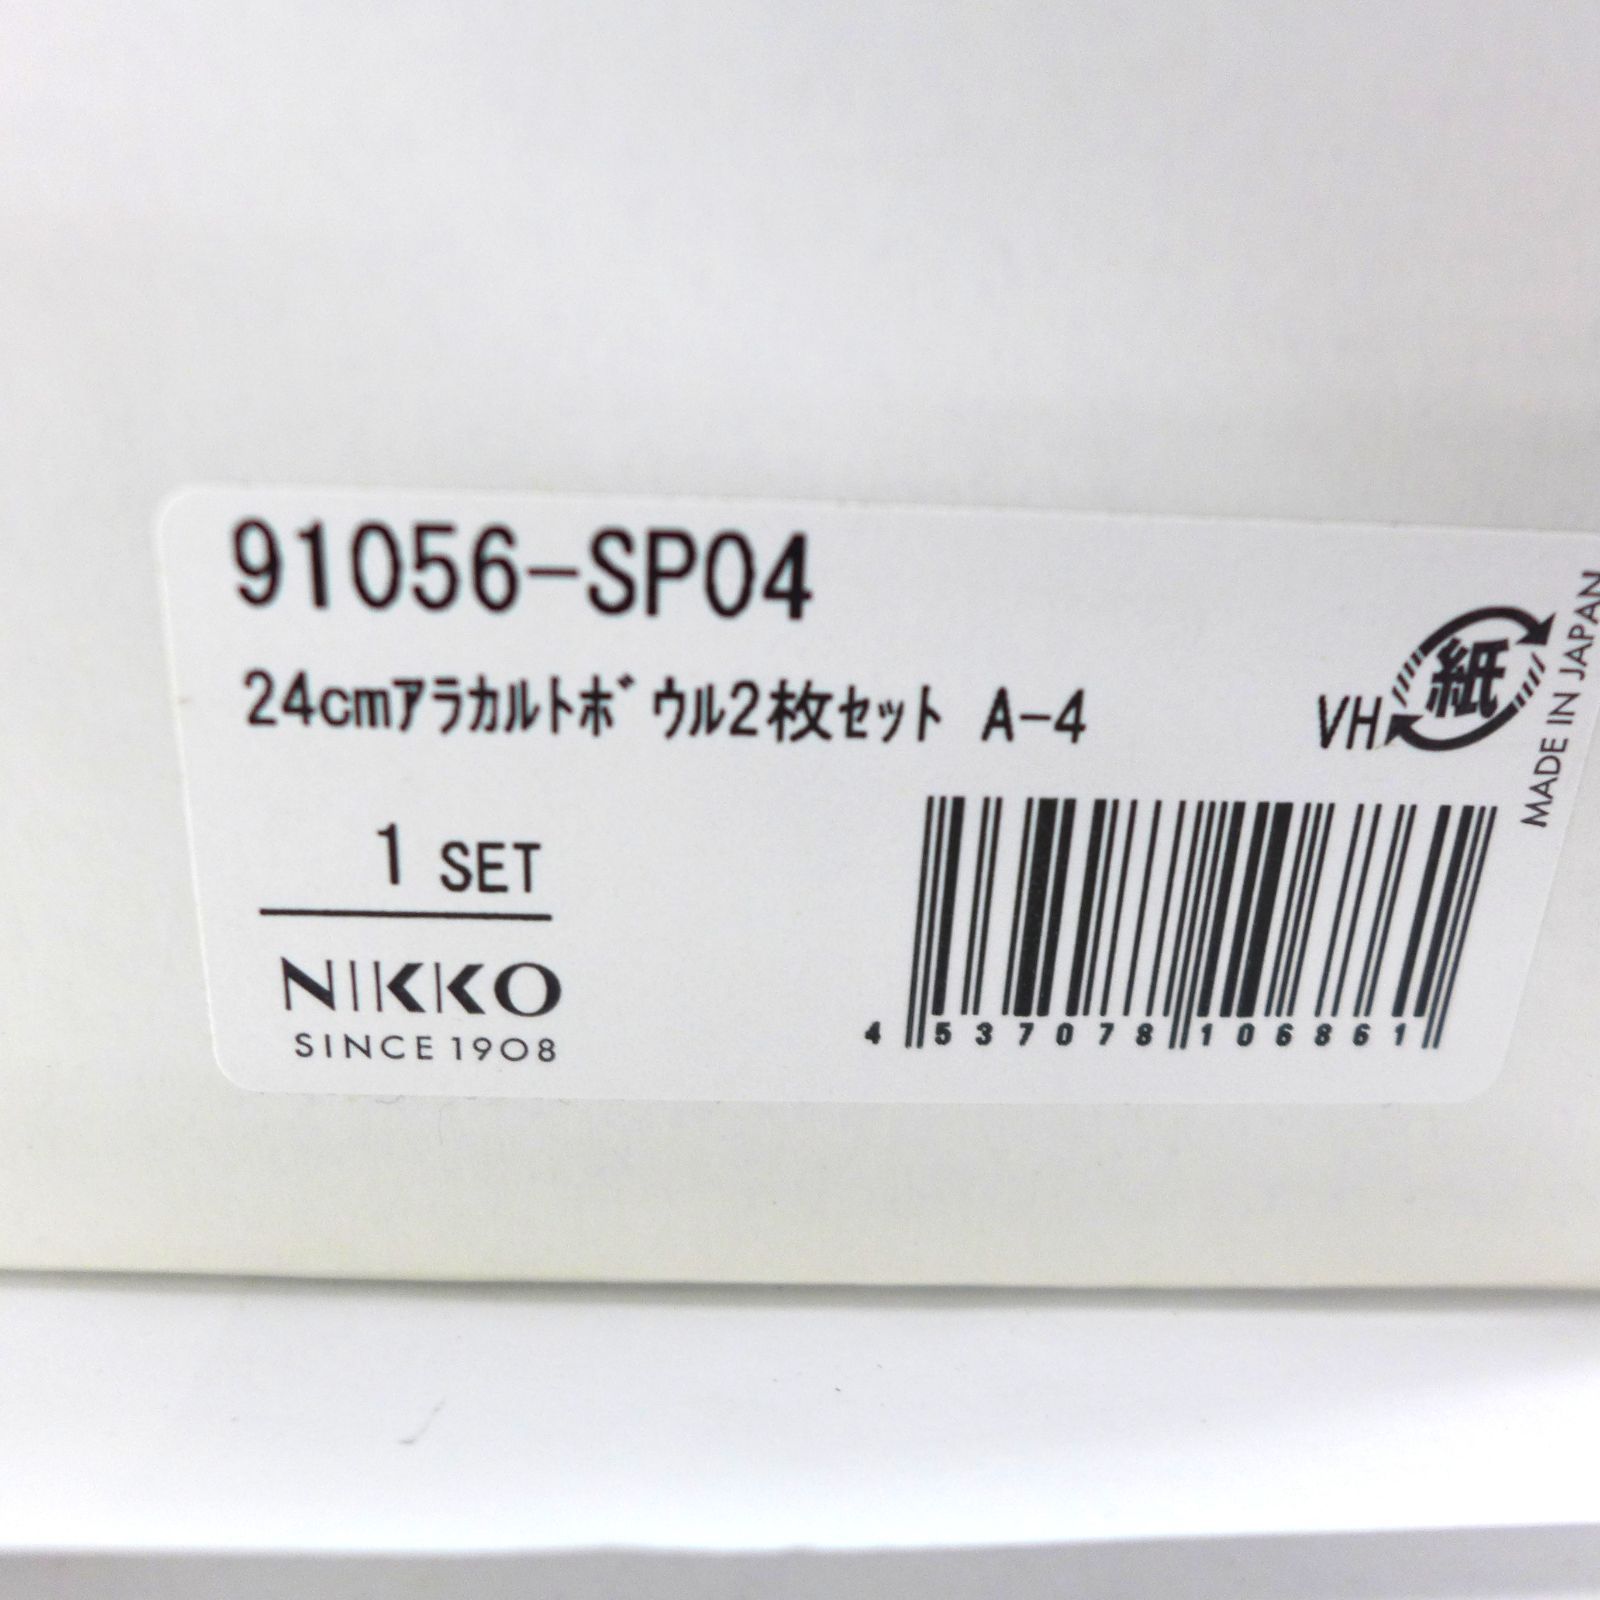 91056-SP04
24cmｱﾗｶﾙﾄﾎﾞｳﾙ2枚ｾｯﾄ A-4
VH
紙
MADE IN JAPAN
1 SET
NIKKO
SINCE 1908
4 537078 106861